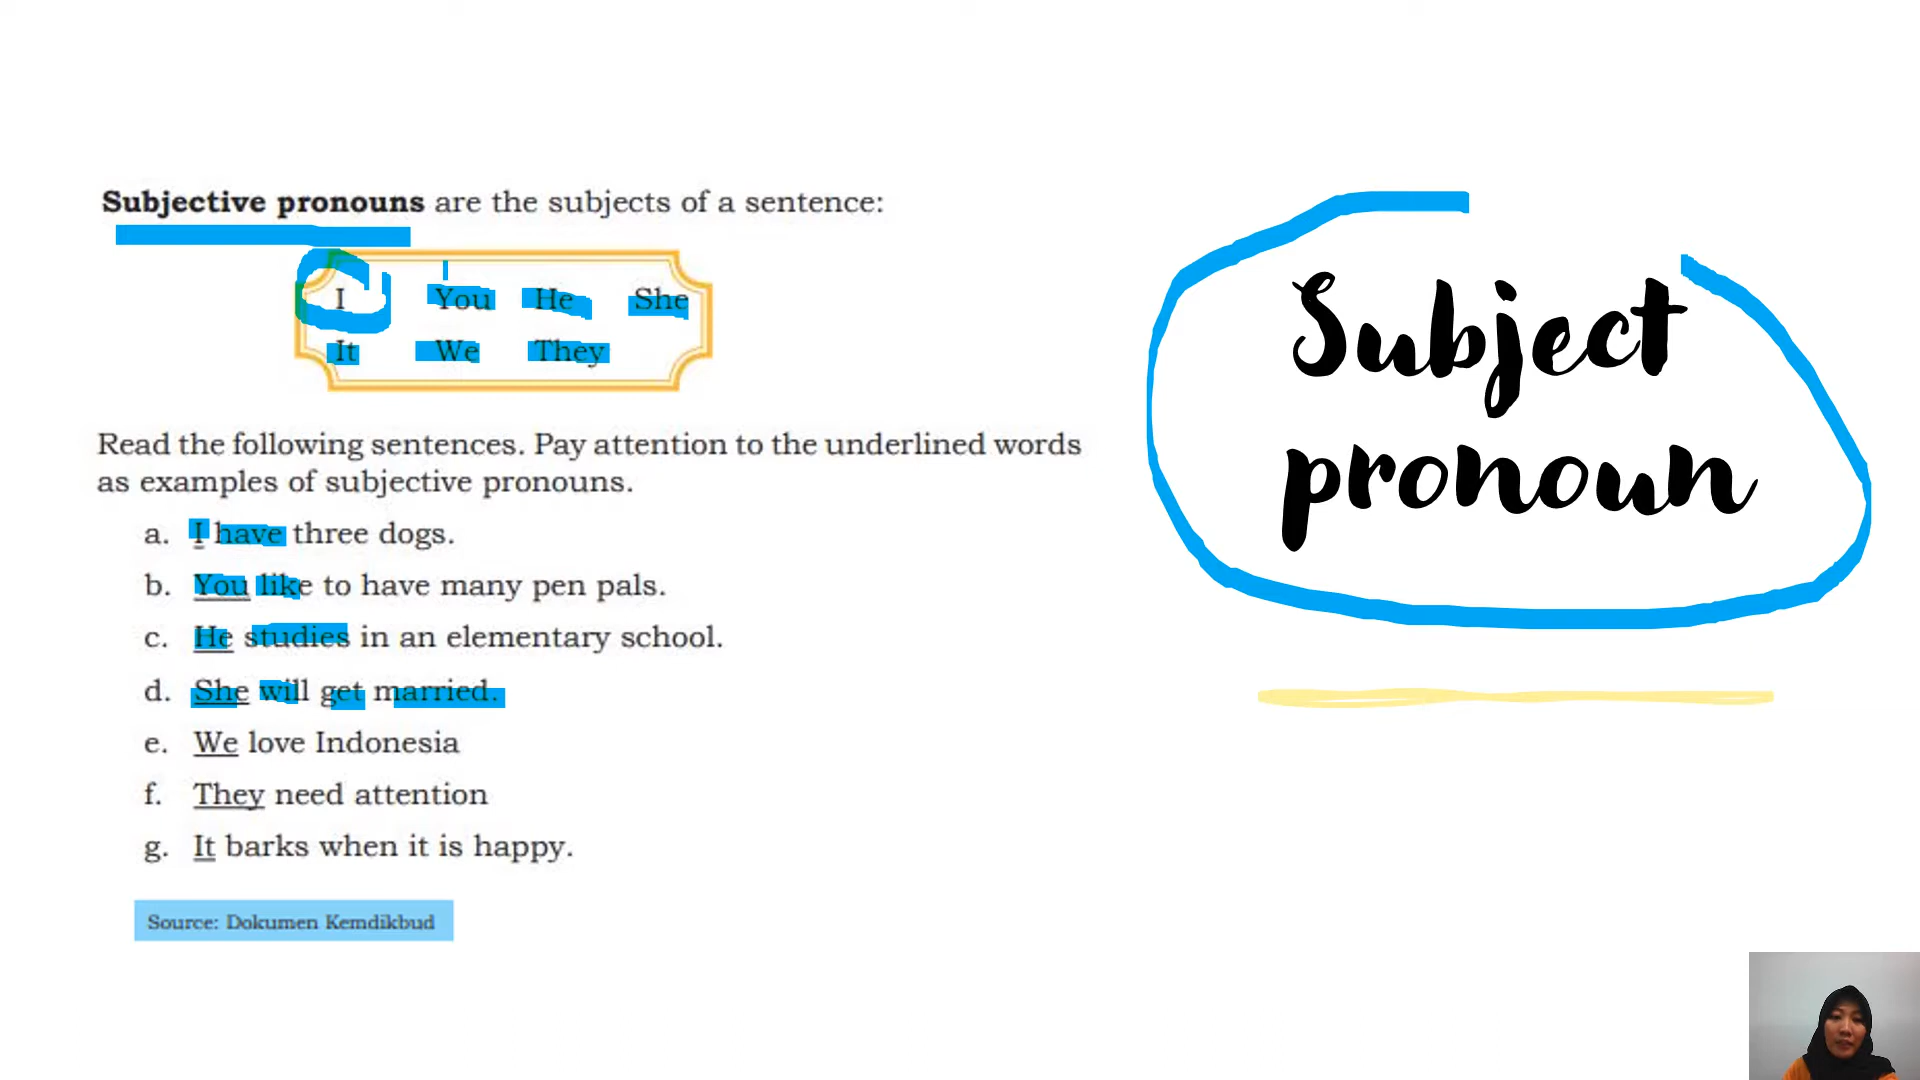 Subjective pronouns are the subjects of a sentence:
I You He She
It We They
Read the following sentences. Pay attention to the underlined words
as examples of subjective pronouns.
a. I have three dogs.
b. You like to have many pen pals.
c. He studies in an elementary school.
d. She will get married.
e. We love Indonesia
f. They need attention
g. It barks when it is happy.
Source: Dokumen Kemdikbud
Subject
pronoun